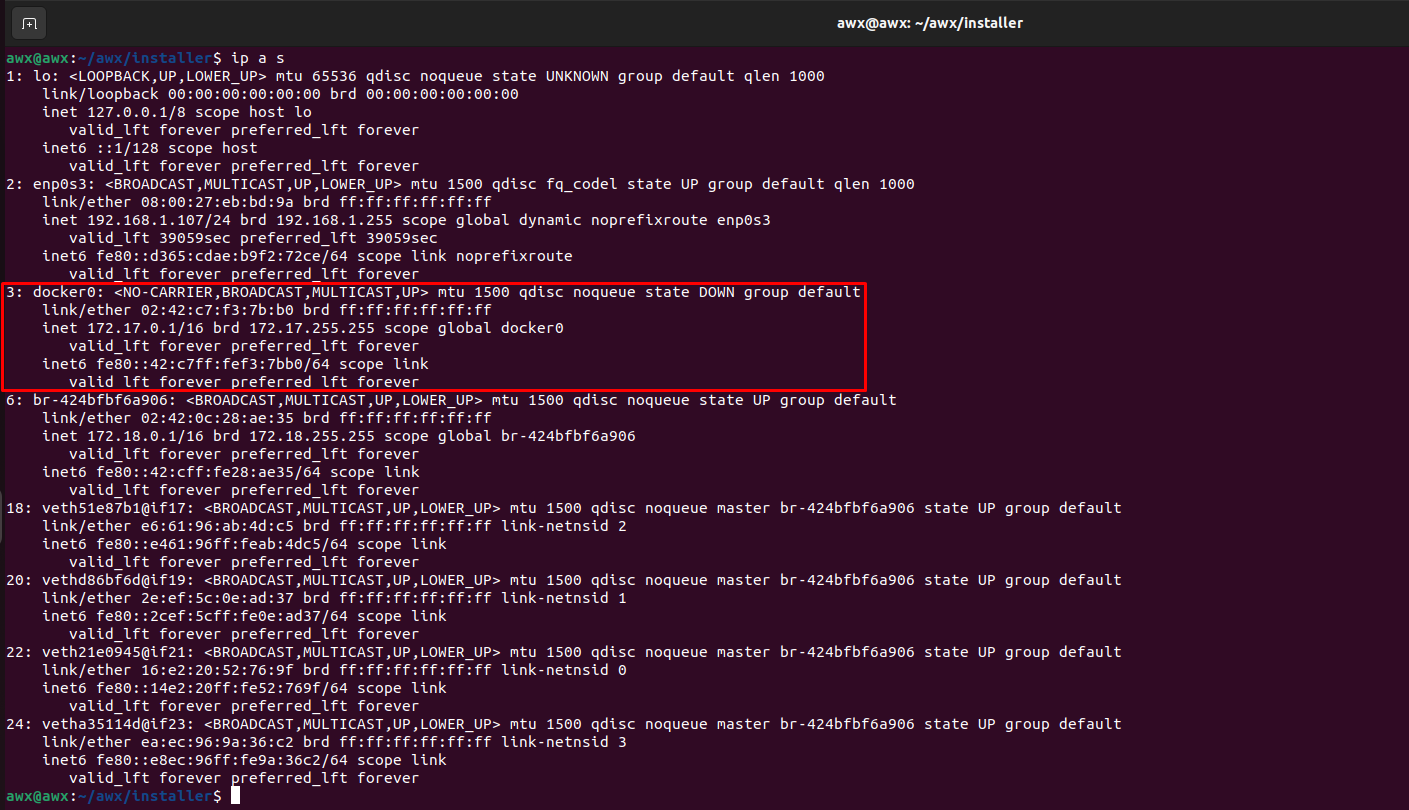 awx@awx: ~/awx/installer
awx@awx:~/awx/installer$ ip a s
1: lo: <LOOPBACK,UP,LOWER_UP> mtu 65536 qdisc noqueue state UNKNOWN group default qlen 1000
    link/loopback 00:00:00:00:00:00 brd 00:00:00:00:00:00
    inet 127.0.0.1/8 scope host lo
       valid_lft forever preferred_lft forever
    inet6 ::1/128 scope host
       valid_lft forever preferred_lft forever
2: enp0s3: <BROADCAST,MULTICAST,UP,LOWER_UP> mtu 1500 qdisc fq_codel state UP group default qlen 1000
    link/ether 08:00:27:eb:bd:9a brd ff:ff:ff:ff:ff:ff
    inet 192.168.1.107/24 brd 192.168.1.255 scope global dynamic noprefixroute enp0s3
       valid_lft 39059sec preferred_lft 39059sec
    inet6 fe80::d365:cdae:b9f2:72ce/64 scope link noprefixroute
       valid_lft forever preferred_lft forever
3: docker0: <NO-CARRIER,BROADCAST,MULTICAST,UP> mtu 1500 qdisc noqueue state DOWN group default
    link/ether 02:42:c7:f3:7b:b0 brd ff:ff:ff:ff:ff:ff
    inet 172.17.0.1/16 brd 172.17.255.255 scope global docker0
       valid_lft forever preferred_lft forever
    inet6 fe80::42:c7ff:fef3:7bb0/64 scope link
       valid_lft forever preferred_lft forever
6: br-424bfbf6a906: <BROADCAST,MULTICAST,UP,LOWER_UP> mtu 1500 qdisc noqueue state UP group default
    link/ether 02:42:0c:28:ae:35 brd ff:ff:ff:ff:ff:ff
    inet 172.18.0.1/16 brd 172.18.255.255 scope global br-424bfbf6a906
       valid_lft forever preferred_lft forever
    inet6 fe80::42:cff:fe28:ae35/64 scope link
       valid_lft forever preferred_lft forever
18: veth51e87b1@if17: <BROADCAST,MULTICAST,UP,LOWER_UP> mtu 1500 qdisc noqueue master br-424bfbf6a906 state UP group default
    link/ether e6:61:96:ab:4d:c5 brd ff:ff:ff:ff:ff:ff link-netnsid 2
    inet6 fe80::e461:96ff:feab:4dc5/64 scope link
       valid_lft forever preferred_lft forever
20: vethd86bf6d@if19: <BROADCAST,MULTICAST,UP,LOWER_UP> mtu 1500 qdisc noqueue master br-424bfbf6a906 state UP group default
    link/ether 2e:ef:5c:0e:ad:37 brd ff:ff:ff:ff:ff:ff link-netnsid 1
    inet6 fe80::2cef:5cff:fe0e:ad37/64 scope link
       valid_lft forever preferred_lft forever
22: veth21e0945@if21: <BROADCAST,MULTICAST,UP,LOWER_UP> mtu 1500 qdisc noqueue master br-424bfbf6a906 state UP group default
    link/ether 16:e2:20:52:76:9f brd ff:ff:ff:ff:ff:ff link-netnsid 0
    inet6 fe80::14e2:20ff:fe52:769f/64 scope link
       valid_lft forever preferred_lft forever
24: vetha35114d@if23: <BROADCAST,MULTICAST,UP,LOWER_UP> mtu 1500 qdisc noqueue master br-424bfbf6a906 state UP group default
    link/ether ea:ec:96:9a:36:c2 brd ff:ff:ff:ff:ff:ff link-netnsid 3
    inet6 fe80::e8ec:96ff:fe9a:36c2/64 scope link
       valid_lft forever preferred_lft forever
awx@awx:~/awx/installer$